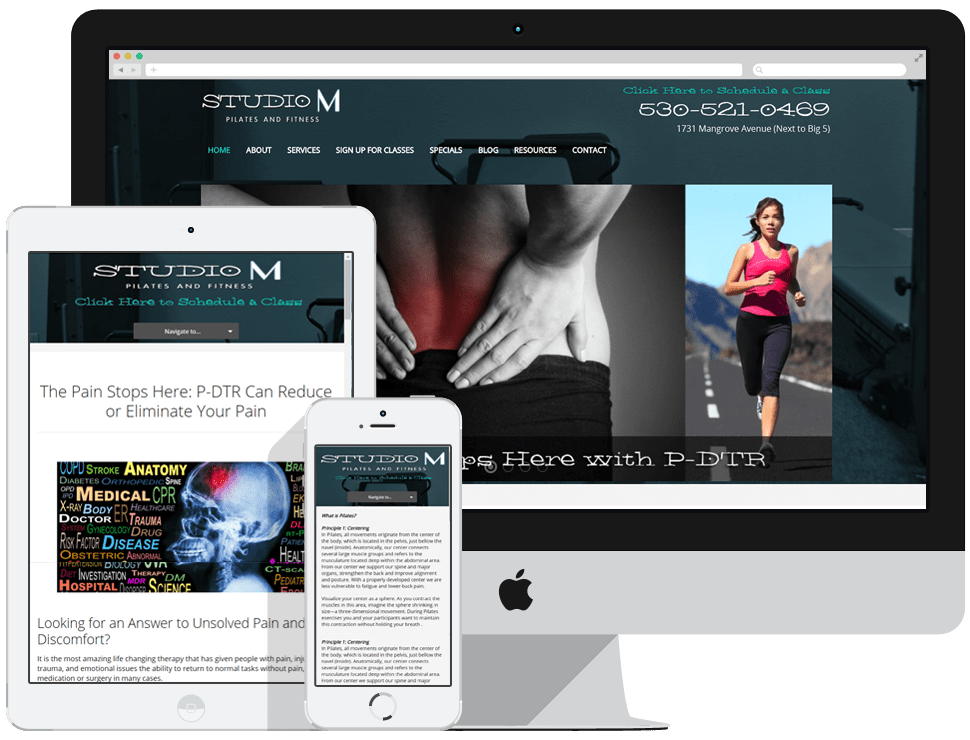 STUDIO M
PILATES AND FITNESS
Click Here to Schedule a Class
530-521-0469
1731 Mangrove Avenue (Next to Big 5)
HOME ABOUT SERVICES SIGN UP FOR CLASSES SPECIALS BLOG RESOURCES CONTACT
ps Here with P-DTR
STUDIO M
PILATES AND FITNESS
Click Here to Schedule a Class
Navigate to...
The Pain Stops Here: P-DTR Can Reduce
or Eliminate Your Pain
COPD STROKE ANATOMY BRA
DIABETES ORTHOPEDIC SPINE
OPD MEDICAL CPR
IPD
X-RAY BODY ER HE
DOCTOR TRAUMA
SYSTEM GYNECOLOGY DRUG
RISK FACTOR DISEASE
OBSTETRIC ABNORMAL HEALT
CT-SCA
DIET INVESTIGATION THERAPY DM PEDIATR
HOSPITAL MDR DISORDER SCIENCE
Looking for an Answer to Unsolved Pain and
Discomfort?
It is the most amazing life changing therapy that has given people with pain, inju
trauma, and emotional issues the ability to return to normal tasks without pain,
medication or surgery in many cases.
STUDIO M
PILATES AND FITNESS
Click Here to Schedule a Class
Navigate to...
What is Pilates?
Principle 1: Centering
In Pilates, all movements originate from the center of
the body, which is located in the pelvis, just bellow the
navel (inside). Anatomically, our center connects
several large muscle groups and refers to the
musculature located deep within the abdominal area.
From our center we support our spine and major
organs, strengthen the back and improve alignment
and posture. With a properly developed center we are
less vulnerable to fatigue and lower back pain.
Visualize your center as a sphere. As you contract the
muscles in this area, imagine the sphere shrinking in
size—a three-dimensional movement. During Pilates
exercises you and your participants want to maintain
this contraction without holding your breath .
Principle 1: Centering
In Pilates, all movements originate from the center of
the body, which is located in the pelvis, just bellow the
navel (inside). Anatomically, our center connects
several large muscle groups and refers to the
musculature located deep within the abdominal area.
From our center we support our spine and major